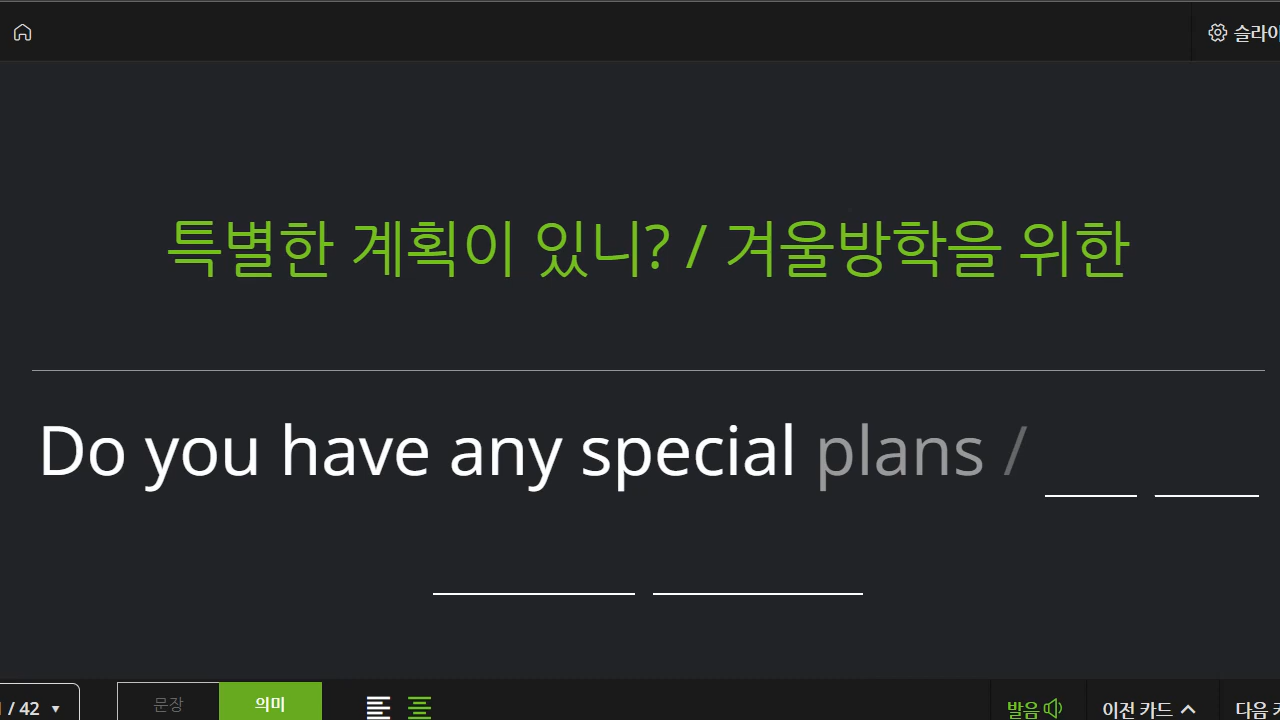 슬라이
특별한 계획이 있니? / 겨울방학을 위한
Do you have any special plans /
/ 42
문장
의미
발음
이전 카드
다음